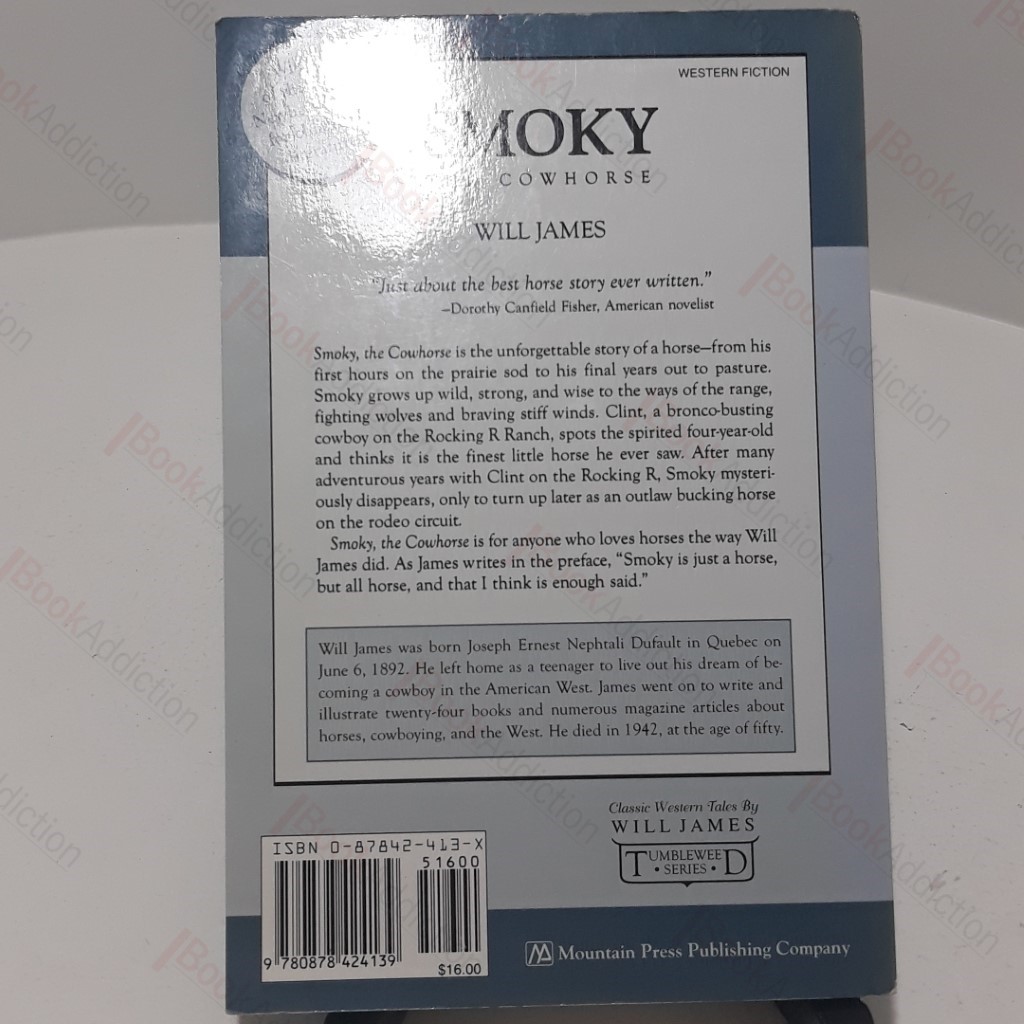 WESTERN FICTION
MOKY
COWHORSE
WILL JAMES
"Just about the best horse story ever written."
—Dorothy Canfield Fisher, American novelist
Smoky, the Cowhorse is the unforgettable story of a horse—from his
first hours on the prairie sod to his final years out to pasture.
Smoky grows up wild, strong, and wise to the ways of the range,
fighting wolves and braving stiff winds. Clint, a bronco-busting
cowboy on the Rocking R Ranch, spots the spirited four-year-old
and thinks it is the finest little horse he ever saw. After many
adventurous years with Clint on the Rocking R, Smoky mysteri-
ously disappears, only to turn up later as an outlaw bucking horse
on the rodeo circuit.
Smoky, the Cowhorse is for anyone who loves horses the way Will
James did. As James writes in the preface, "Smoky is just a horse,
but all horse, and that I think is enough said."
Will James was born Joseph Ernest Nephtali Dufault in Quebec on
June 6, 1892. He left home as a teenager to live out his dream of be-
coming a cowboy in the American West. James went on to write and
illustrate twenty-four books and numerous magazine articles about
horses, cowboying, and the West. He died in 1942, at the age of fifty.
Classic Western Tales By
WILL JAMES
TUMBLEWEED
• SERIES •
ISBN 0-87842-413-X
51600
9 780878 424139
$16.00
Mountain Press Publishing Company
BookAddiction